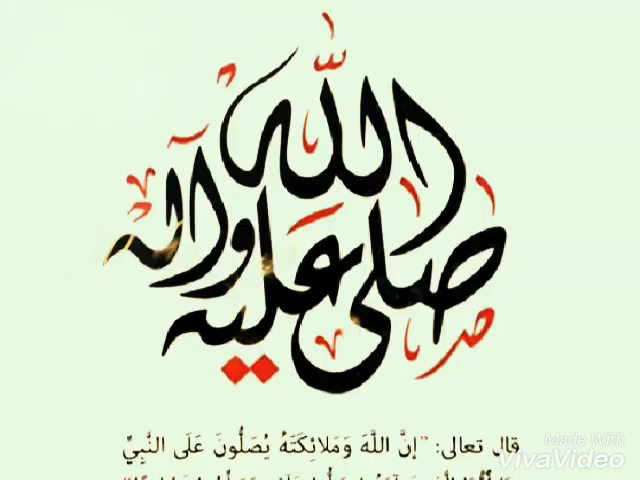 صلى الله عليه وآله
قال تعالى: "إنَّ اللَّهَ وَمَلائِكَتَهُ يُصَلُّونَ عَلَى النَّبِيِّ
Made With
VivaVideo